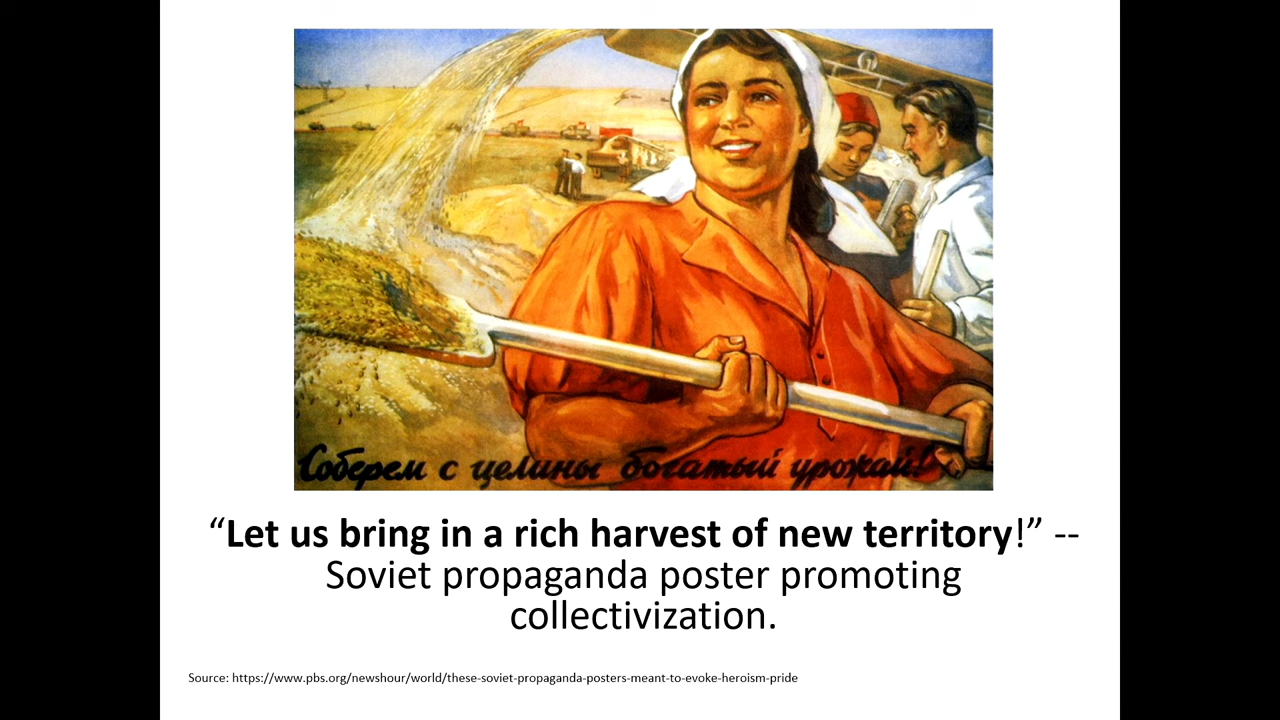 Соберем с целины богатый урожай!
“Let us bring in a rich harvest of new territory!” --
Soviet propaganda poster promoting
collectivization.
Source: https://www.pbs.org/newshour/world/these-soviet-propaganda-posters-meant-to-evoke-heroism-pride